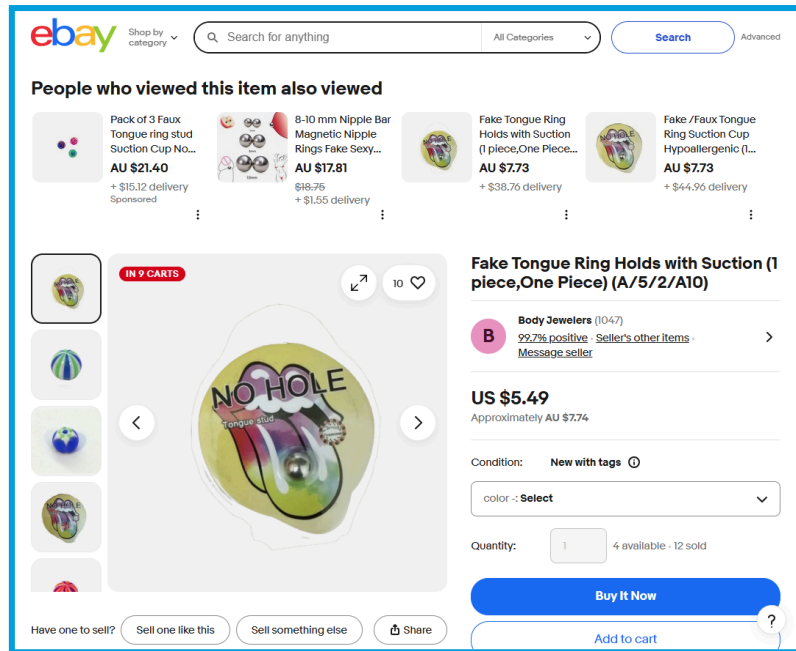 ebay
Shop by
category
Search for anything
All Categories
Search
Advanced
People who viewed this item also viewed
Pack of 3 Faux
Tongue ring stud
Suction Cup No...
AU $21.40
+ $15.12 delivery
Sponsored
8-10 mm Nipple Bar
Magnetic Nipple
Rings Fake Sexy...
AU $17.81
$18.75
+ $1.55 delivery
Fake Tongue Ring
Holds with Suction
(1 piece,One Piece...
AU $7.73
+ $38.76 delivery
Fake /Faux Tongue
Ring Suction Cup
Hypoallergenic (1...
AU $7.73
+ $44.96 delivery
IN 9 CARTS
10
NO HOLE
Tongue stud
Fake Tongue Ring Holds with Suction (1
piece,One Piece) (A/5/2/A10)
B
Body Jewelers (1047)
99.7% positive · Seller's other items ·
Message seller
US $5.49
Approximately AU $7.74
Condition: New with tags
color -: Select
Quantity: 1 4 available · 12 sold
Buy It Now
Add to cart
?
Have one to sell? Sell one like this Sell something else Share